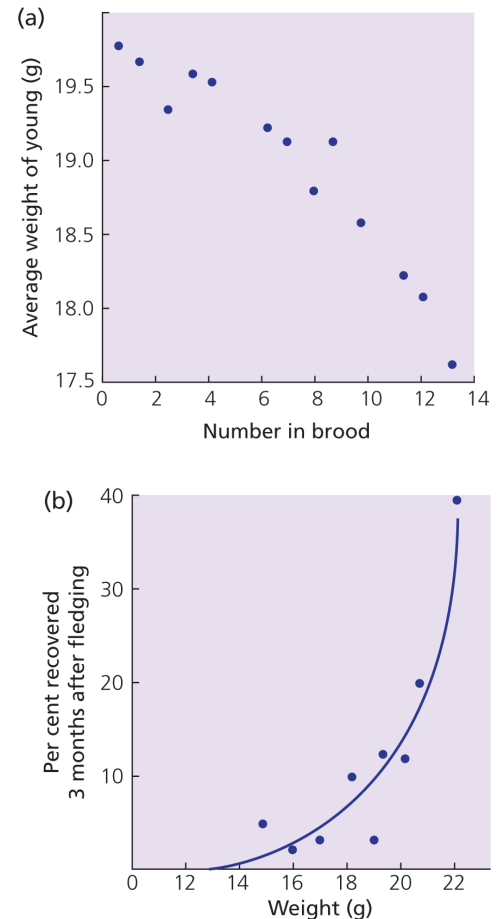 (a)
Average weight of young (g)
19.5
19.0
18.5
18.0
17.5
0 2 4 6 8 10 12 14
Number in brood
(b)
Per cent recovered
3 months after fledging
40
30
20
10
0 12 14 16 18 20 22
Weight (g)